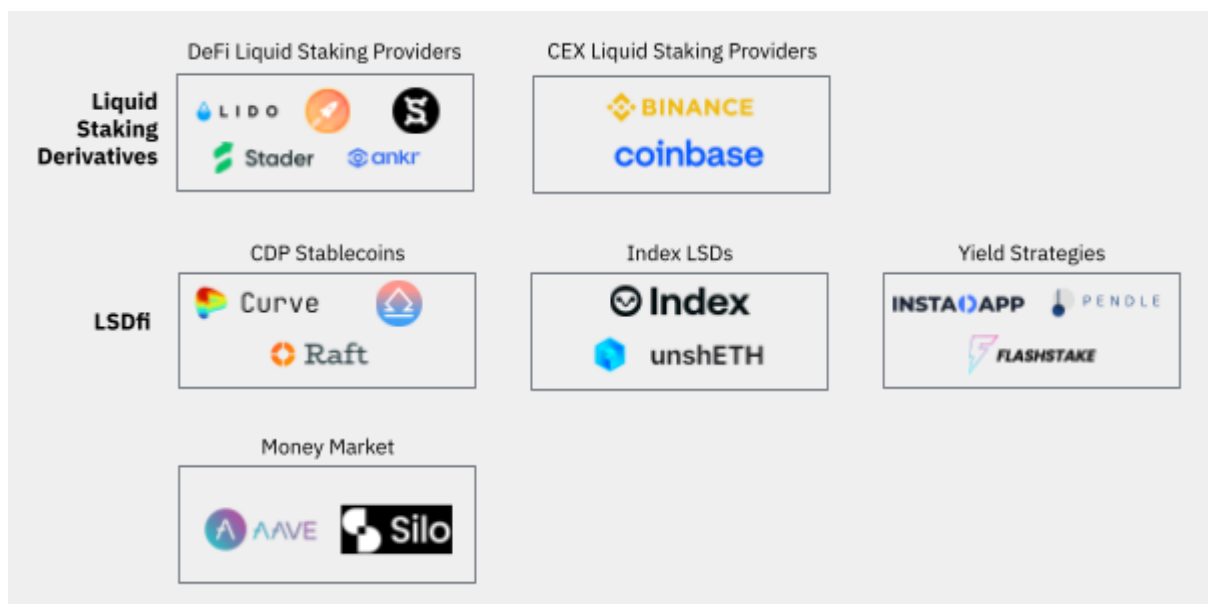 DeFi Liquid Staking Providers
CEX Liquid Staking Providers
Liquid
Staking
Derivatives
LIDO
Stader
ankr
BINANCE
coinbase
CDP Stablecoins
Index LSDs
Yield Strategies
LSDfi
Curve
Raft
Index
unshETH
INSTADAPP
PENDLE
FLASHSTAKE
Money Market
AAVE
Silo